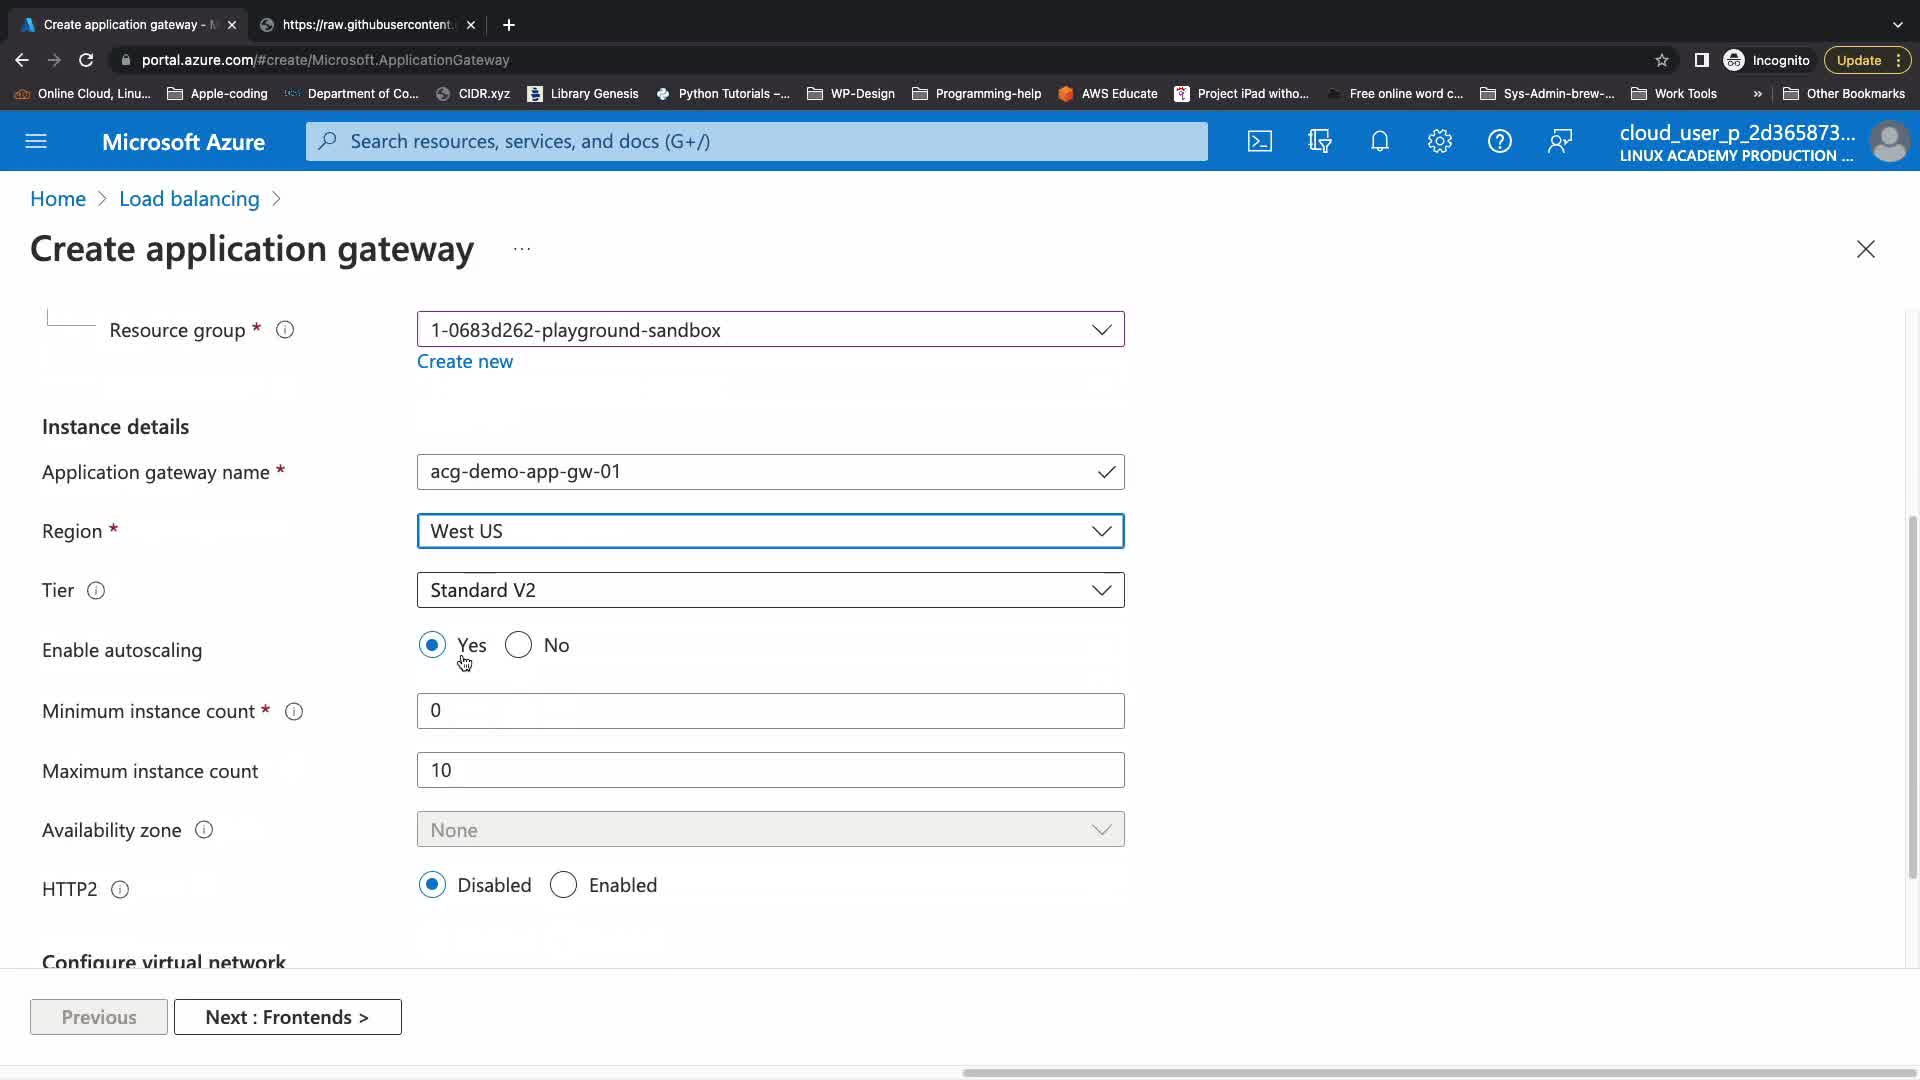 Create application gateway - M
https://raw.githubusercontent.
portal.azure.com/#create/Microsoft.ApplicationGateway
Incognito
Update
Online Cloud, Linu...
Apple-coding
Department of Co...
CIDR.xyz
Library Genesis
Python Tutorials –...
WP-Design
Programming-help
AWS Educate
Project iPad witho...
Free online word c...
Sys-Admin-brew-...
Work Tools
»
Other Bookmarks
Microsoft Azure
Search resources, services, and docs (G+/)
cloud_user_p_2d365873...
LINUX ACADEMY PRODUCTION ...
Home > Load balancing >
Create application gateway ...
Resource group *
1-0683d262-playground-sandbox
Create new
Instance details
Application gateway name *
acg-demo-app-gw-01
Region *
West US
Tier
Standard V2
Enable autoscaling
Yes
No
Minimum instance count *
0
Maximum instance count
10
Availability zone
None
HTTP2
Disabled
Enabled
Configure virtual network
Previous
Next : Frontends >